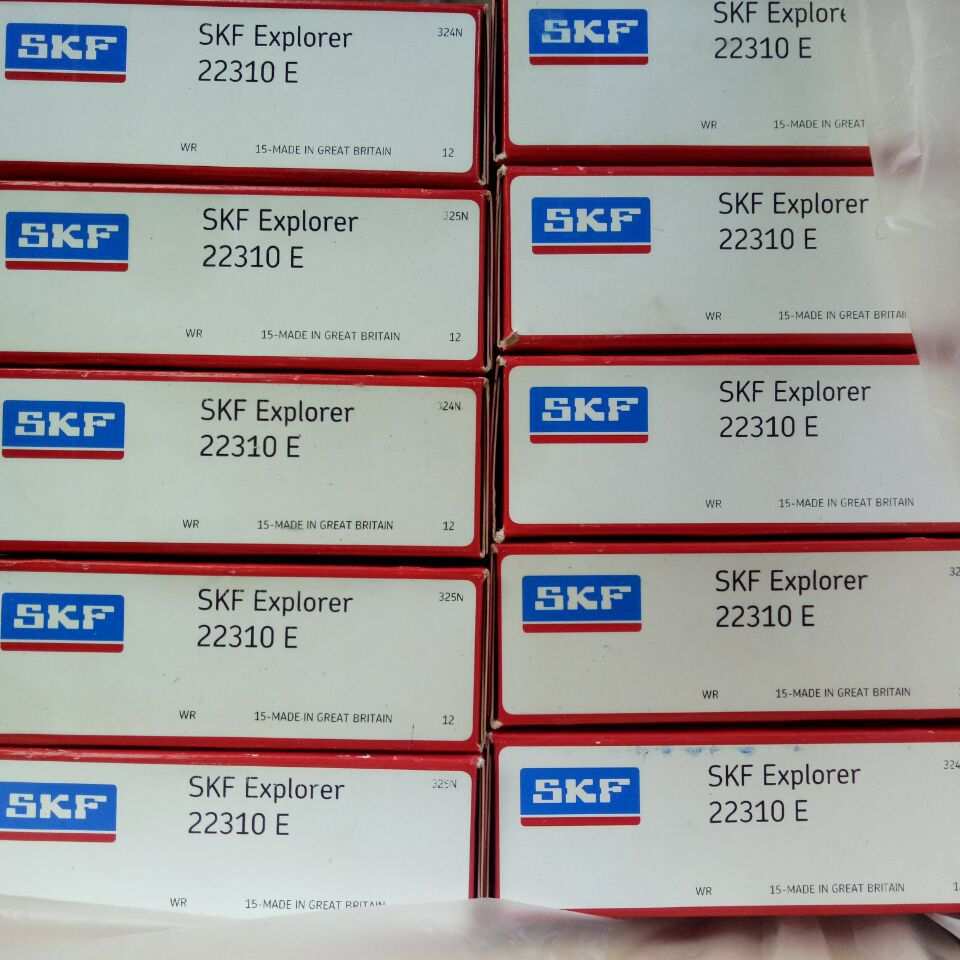 SKF
SKF Explorer
324N
22310 E
WR
15-MADE IN GREAT BRITAIN
12
SKF
SKF Explorer
325N
22310 E
WR
15-MADE IN GREAT BRITAIN
12
SKF
SKF Explorer
324N
22310 E
WR
15-MADE IN GREAT BRITAIN
12
SKF
SKF Explorer
325N
22310 E
WR
15-MADE IN GREAT BRITAIN
12
SKF
SKF Explorer
325N
22310 E
WR
15-MADE IN GREAT BRITAIN
SKF
SKF Explore
22310 E
WR
15-MADE IN GREAT
SKF
SKF Explorer
22310 E
WR
15-MADE IN GREAT BRITAI
SKF
SKF Explorer
22310 E
WR
15-MADE IN GREAT BRITAIN
SKF
SKF Explorer
32
22310 E
WR
15-MADE IN GREAT BRITAIN
SKF
SKF Explorer
324
22310 E
WR
15-MADE IN GREAT BRITAIN
1